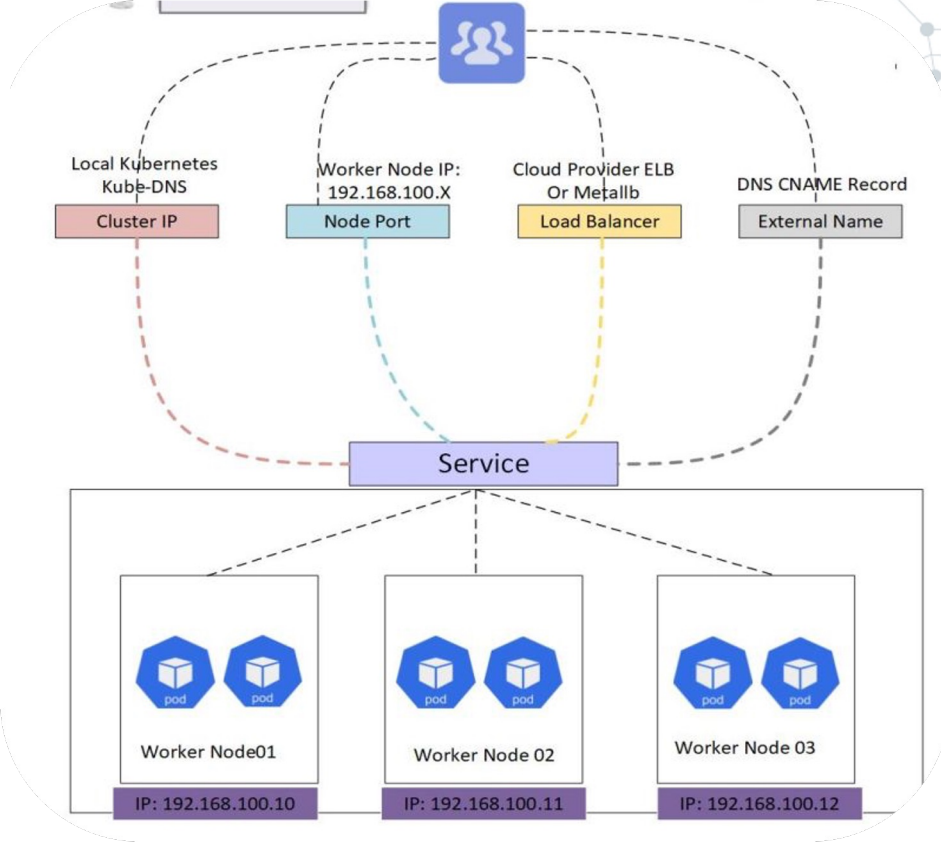 Local Kubernetes
Kube-DNS
Cluster IP
Worker Node IP:
192.168.100.X
Node Port
Cloud Provider ELB
Or Metallb
Load Balancer
DNS CNAME Record
External Name
Service
pod
pod
Worker Node01
IP: 192.168.100.10
pod
pod
Worker Node 02
IP: 192.168.100.11
pod
pod
Worker Node 03
IP: 192.168.100.12